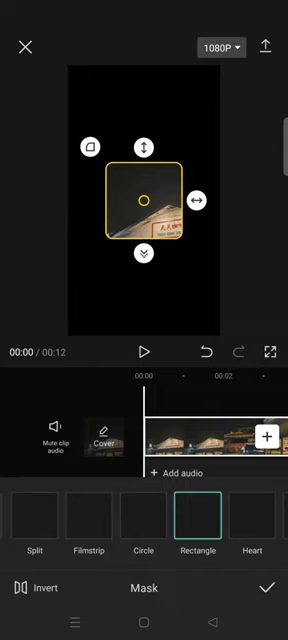 1080P
00:00 / 00:12
00:00
00:02
Mute clip
audio
Cover
+ Add audio
Split
Filmstrip
Circle
Rectangle
Heart
Invert
Mask